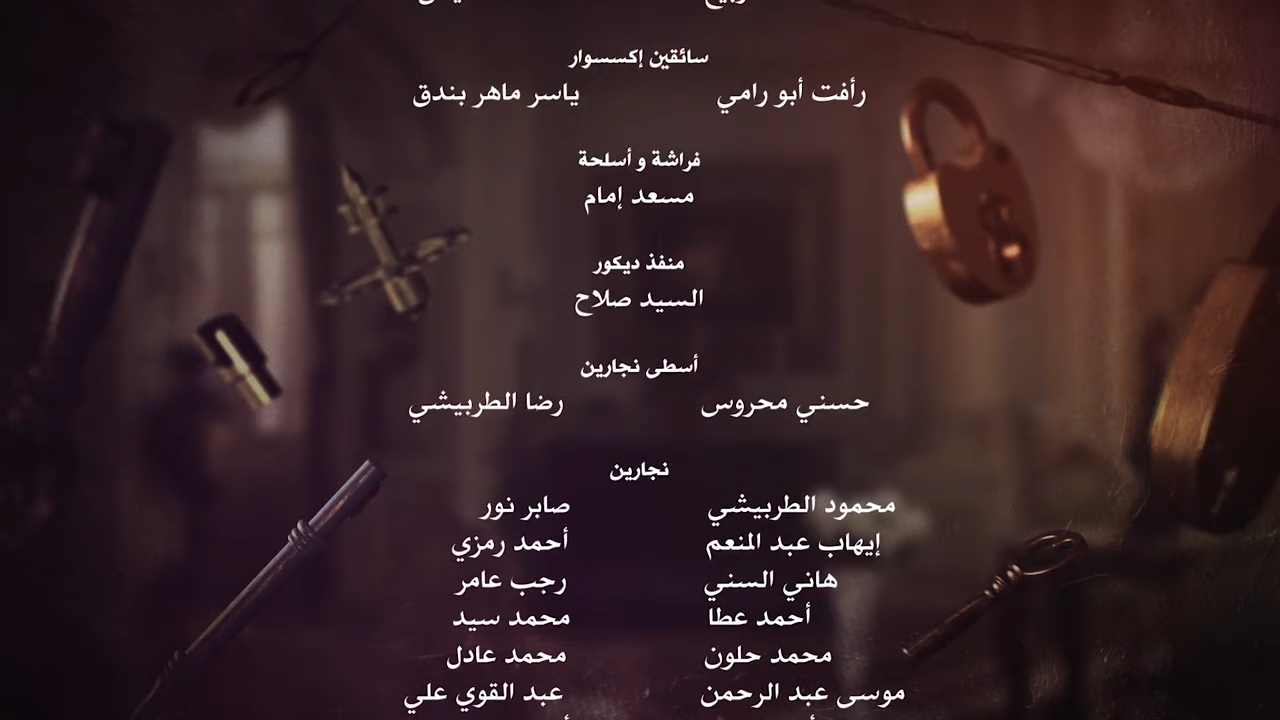 سائقين إكسسوار
رأفت أبو رامي ياسر ماهر بندق
فراشة و أسلحة
مسعد إمام
منفذ ديكور
السيد صلاح
أسطى نجارين
حسني محروس رضا الطربيشي
نجارين
محمود الطربيشي صابر نور
إيهاب عبد المنعم أحمد رمزي
هاني السني رجب عامر
أحمد عطا محمد سيد
محمد حلون محمد عادل
موسى عبد الرحمن عبد القوي علي